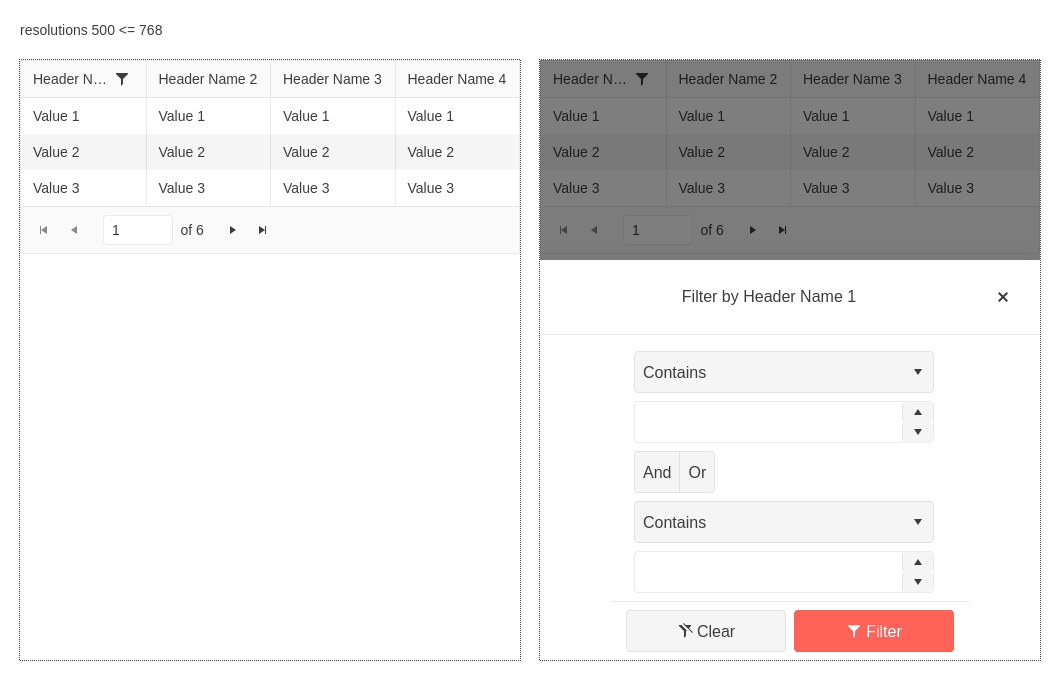 resolutions 500 <= 768
Header N... Header Name 2 Header Name 3 Header Name 4
Value 1 Value 1 Value 1 Value 1
Value 2 Value 2 Value 2 Value 2
Value 3 Value 3 Value 3 Value 3
1 of 6
Header N... Header Name 2 Header Name 3 Header Name 4
Value 1 Value 1 Value 1 Value 1
Value 2 Value 2 Value 2 Value 2
Value 3 Value 3 Value 3 Value 3
1 of 6
Filter by Header Name 1
Contains
And Or
Contains
Clear Filter